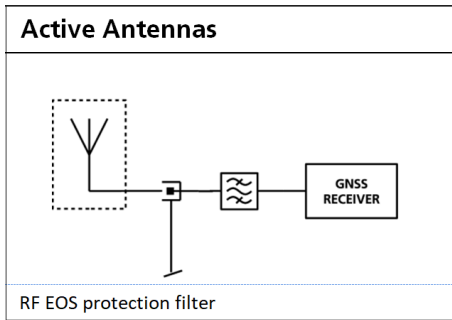 Active Antennas
GNSS
RECEIVER
RF EOS protection filter